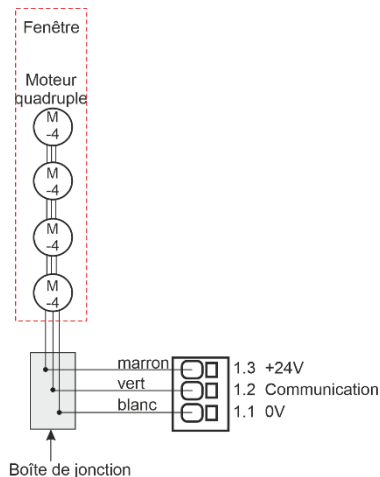 Fenêtre
Moteur
quadruple
M
-4
M
-4
M
-4
M
-4
marron 1.3 +24V
vert 1.2 Communication
blanc 1.1 0V
Boîte de jonction